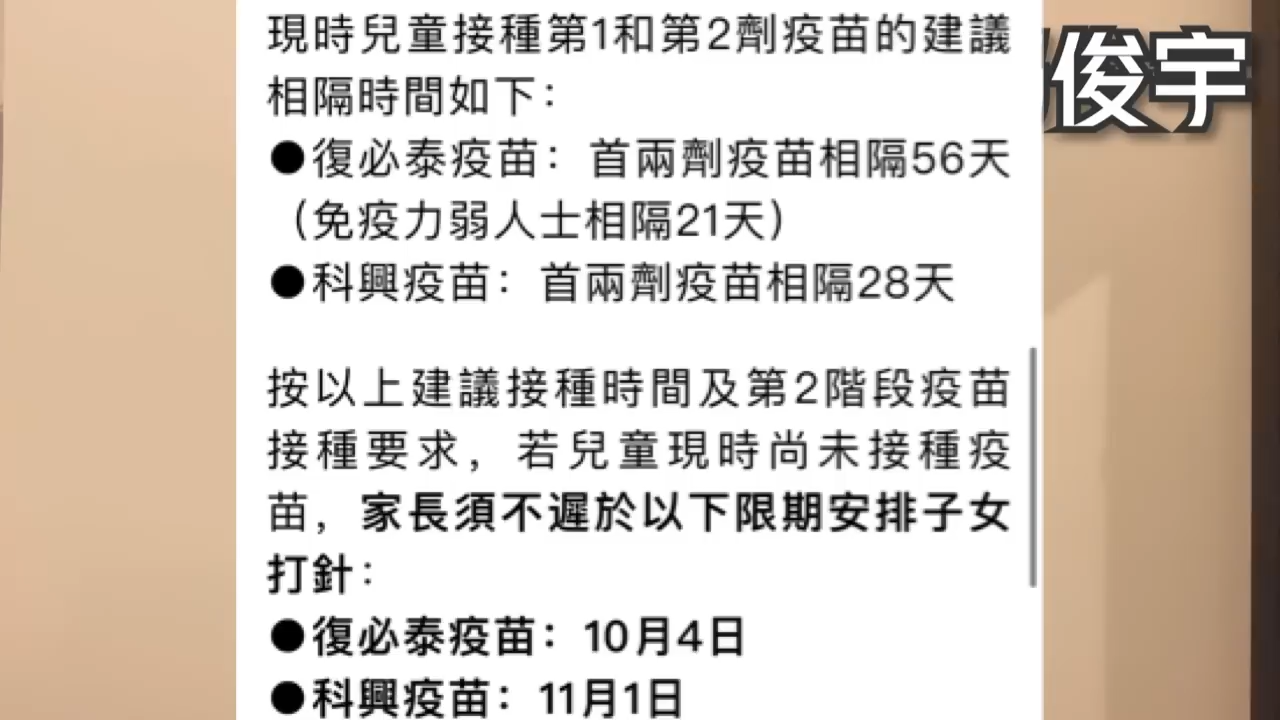 現時兒童接種第1和第2劑疫苗的建議
相隔時間如下：
●復必泰疫苗：首兩劑疫苗相隔56天
（免疫力弱人士相隔21天）
●科興疫苗：首兩劑疫苗相隔28天
按以上建議接種時間及第2階段疫苗
接種要求，若兒童現時尚未接種疫
苗，家長須不遲於以下限期安排子女
打針：
●復必泰疫苗：10月4日
●科興疫苗：11月1日
俊宇